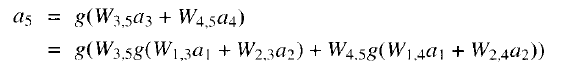 a₅ = g(W₃,₅a₃ + W₄,₅a₄)
= g(W₃,₅g(W₁,₃a₁ + W₂,₃a₂) + W₄,₅g(W₁,₄a₁ + W₂,₄a₂))